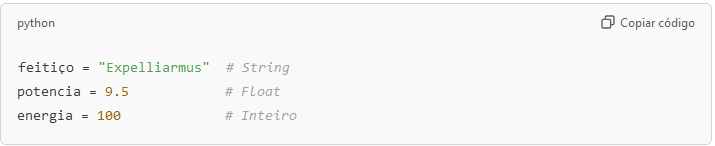 python
Copiar código
feitiço = "Expelliarmus"  # String
potencia = 9.5            # Float
energia = 100             # Inteiro